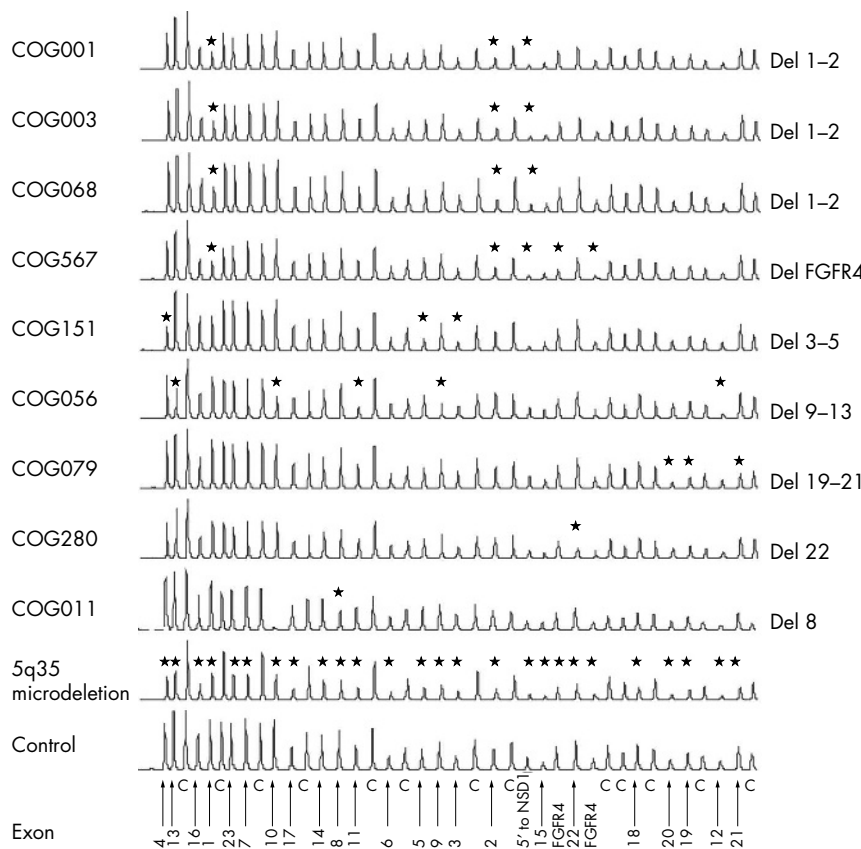 COG001 Del 1–2
COG003 Del 1–2
COG068 Del 1–2
COG567 Del FGFR4
COG151 Del 3–5
COG056 Del 9–13
COG079 Del 19–21
COG280 Del 22
COG011 Del 8
5q35
microdeletion
Control
C C C C C C C C C C C C C
Exon 4 13 16 1 23 7 10 17 14 8 11 6 5 9 3 2 5' to NSD1 15 FGFR4 22 FGFR4 18 20 19 12 21